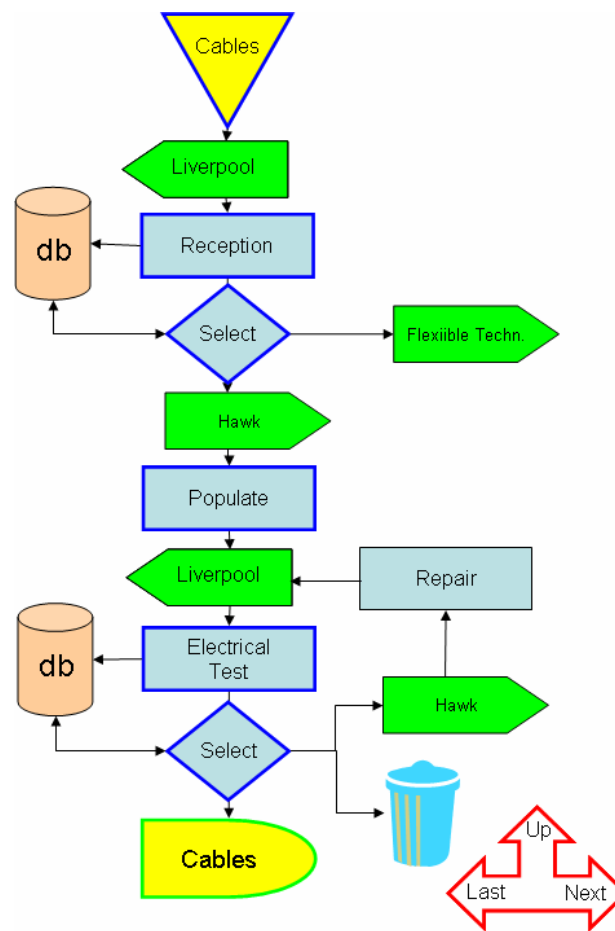 Cables
Liverpool
db
Reception
Select
Flexiible Techn.
Hawk
Populate
Liverpool
Repair
db
Electrical
Test
Hawk
Select
Cables
Up
Last
Next